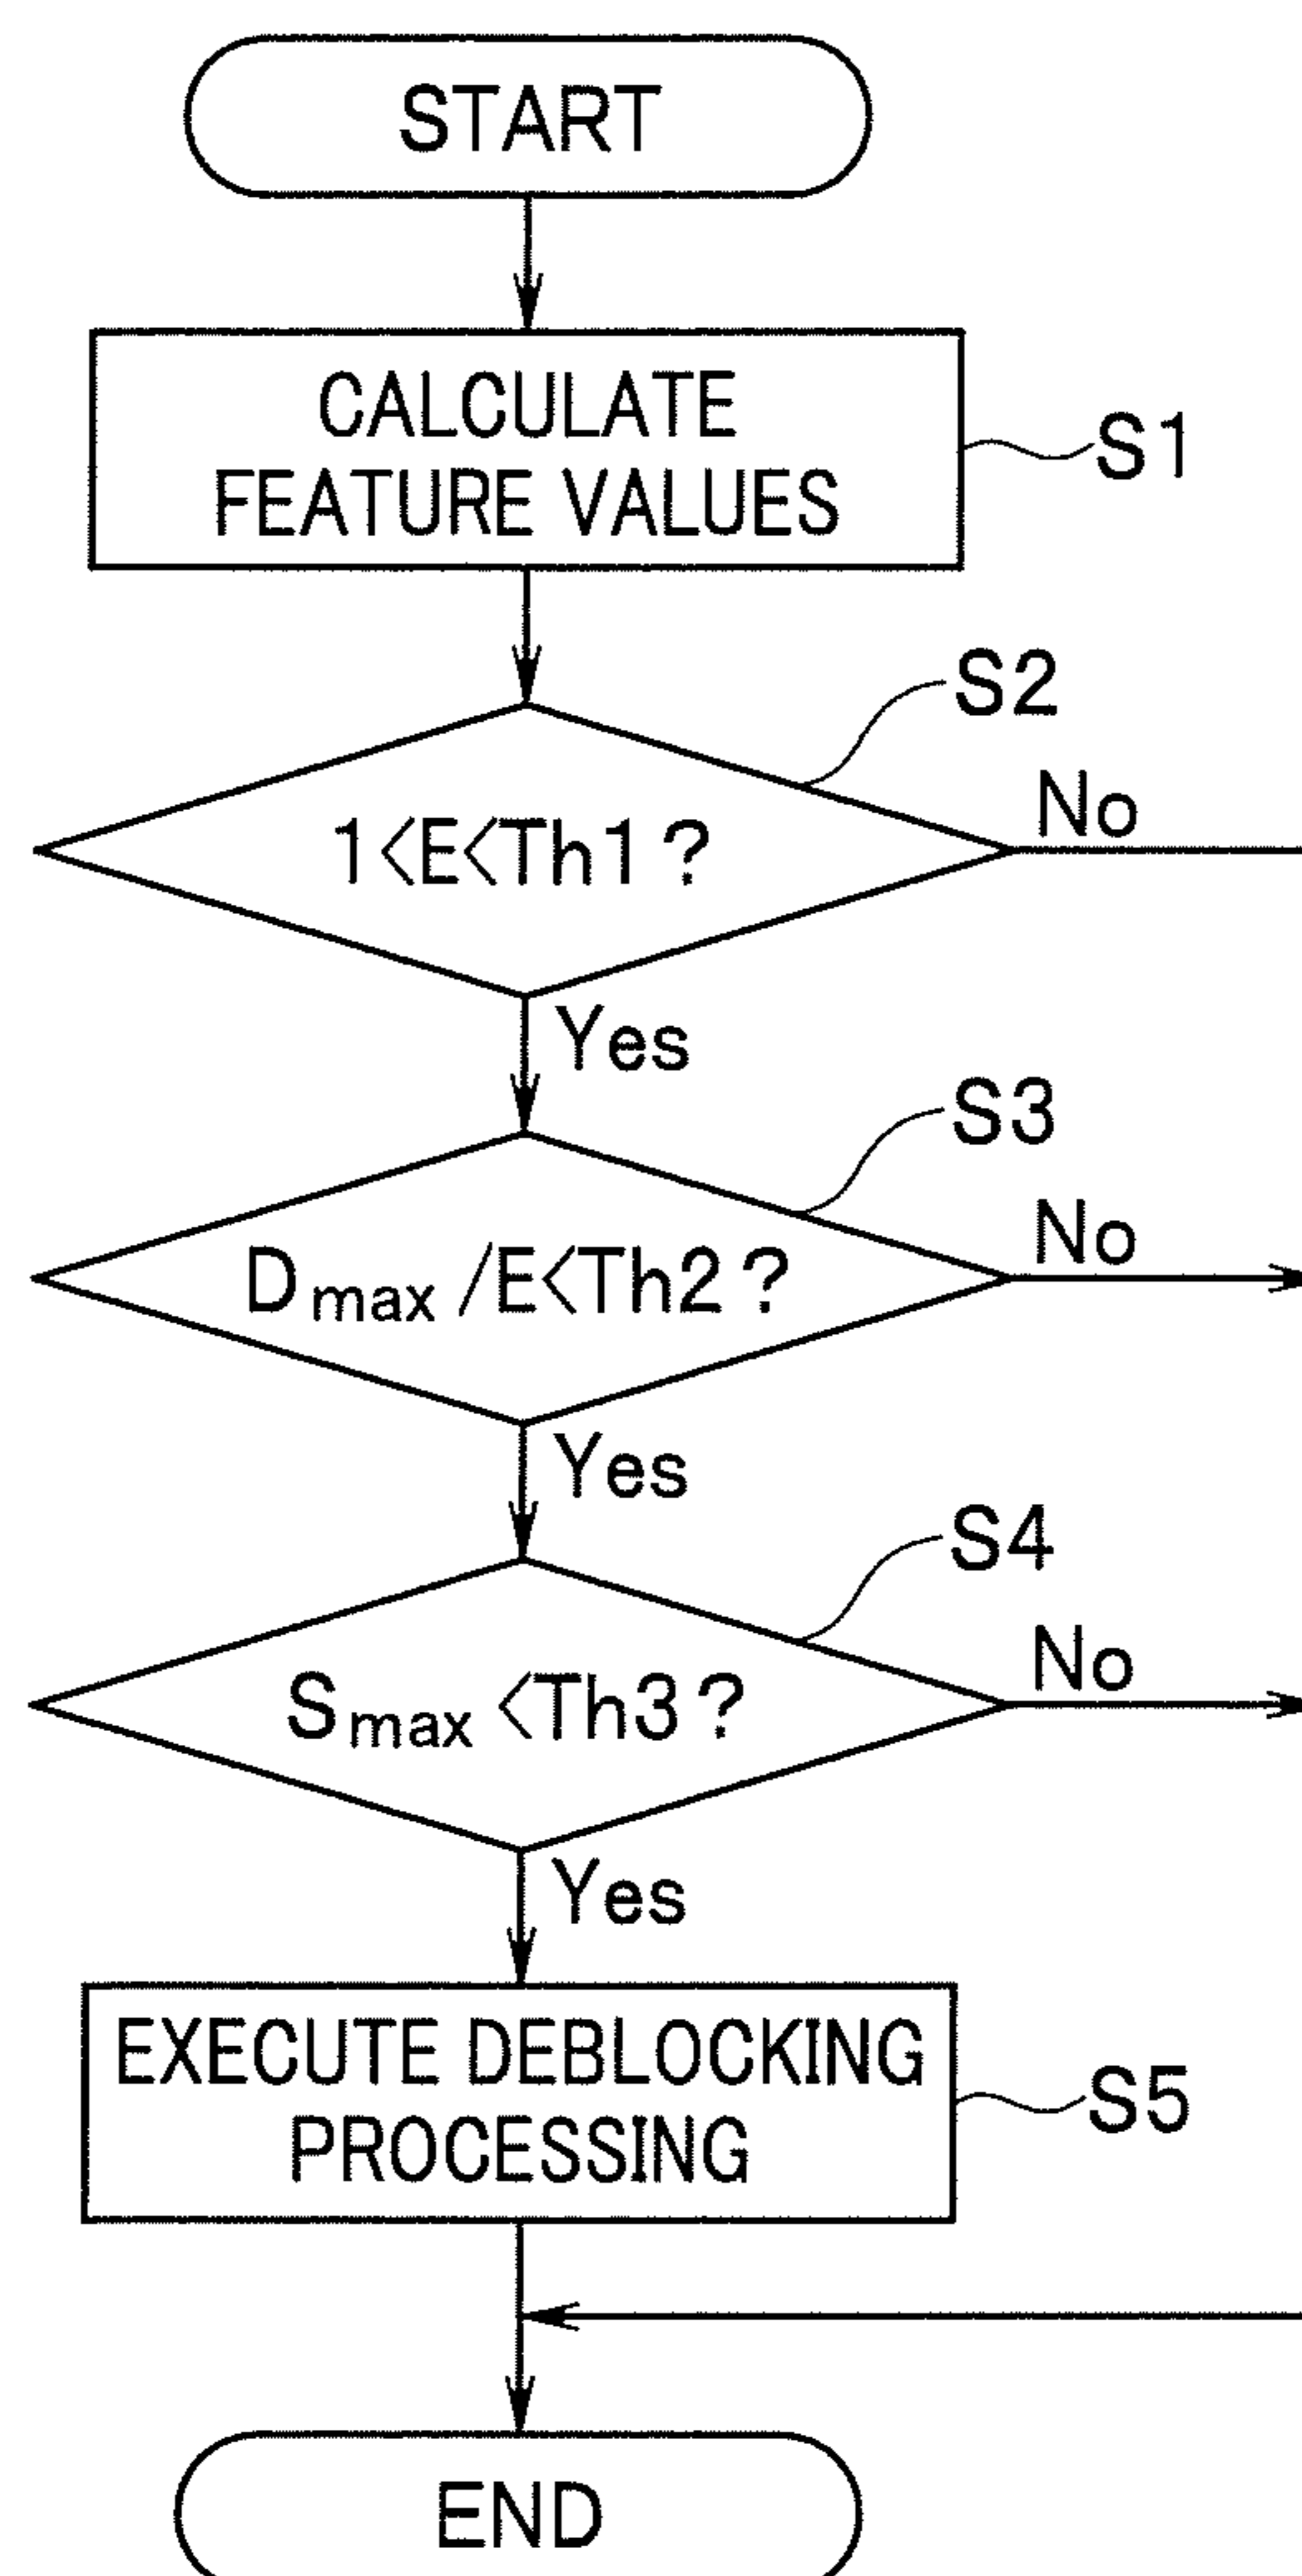 START
CALCULATE
FEATURE VALUES
S1
S2
1<E<Th1?
No
Yes
S3
Dmax/E<Th2?
No
Yes
S4
Smax<Th3?
No
Yes
EXECUTE DEBLOCKING
PROCESSING
S5
END